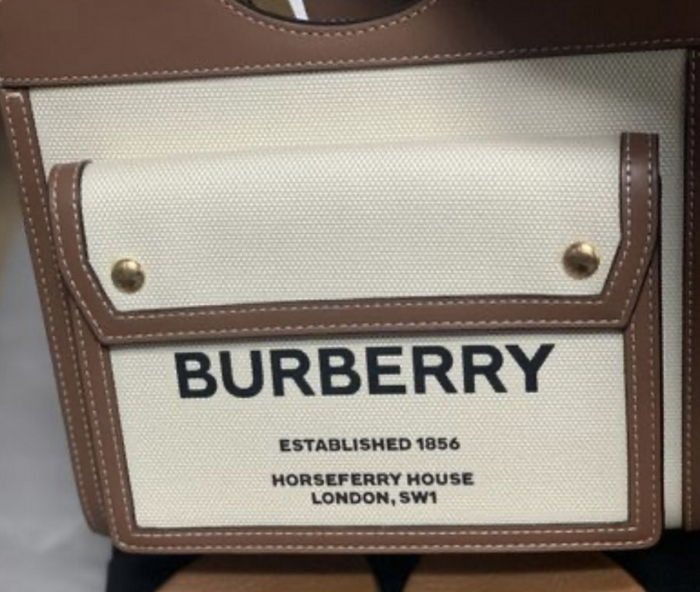 BURBERRY
ESTABLISHED 1856
HORSEFERRY HOUSE
LONDON, SW1